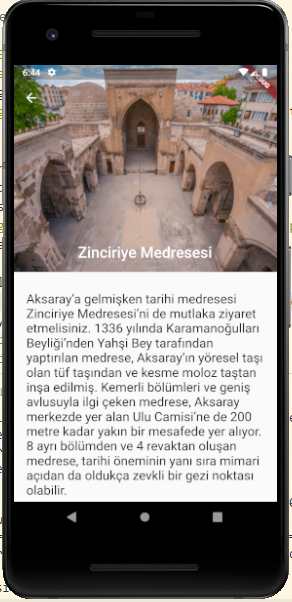 6:44
Zinciriye Medresesi
Aksaray’a gelmişken tarihi medresesi
Zinciriye Medresesi’ni de mutlaka ziyaret
etmelisiniz. 1336 yılında Karamanoğulları
Beyliği’nden Yahşi Bey tarafından
yaptırılan medrese, Aksaray’ın yöresel taşı
olan tüf taşından ve kesme moloz taştan
inşa edilmiş. Kemerli bölümleri ve geniş
avlusuyla ilgi çeken medrese, Aksaray
merkezde yer alan Ulu Camisi’ne de 200
metre kadar yakın bir mesafede yer alıyor.
8 ayrı bölümden ve 4 revaktan oluşan
medrese, tarihi öneminin yanı sıra mimari
açıdan da oldukça zevkli bir gezi noktası
olabilir.